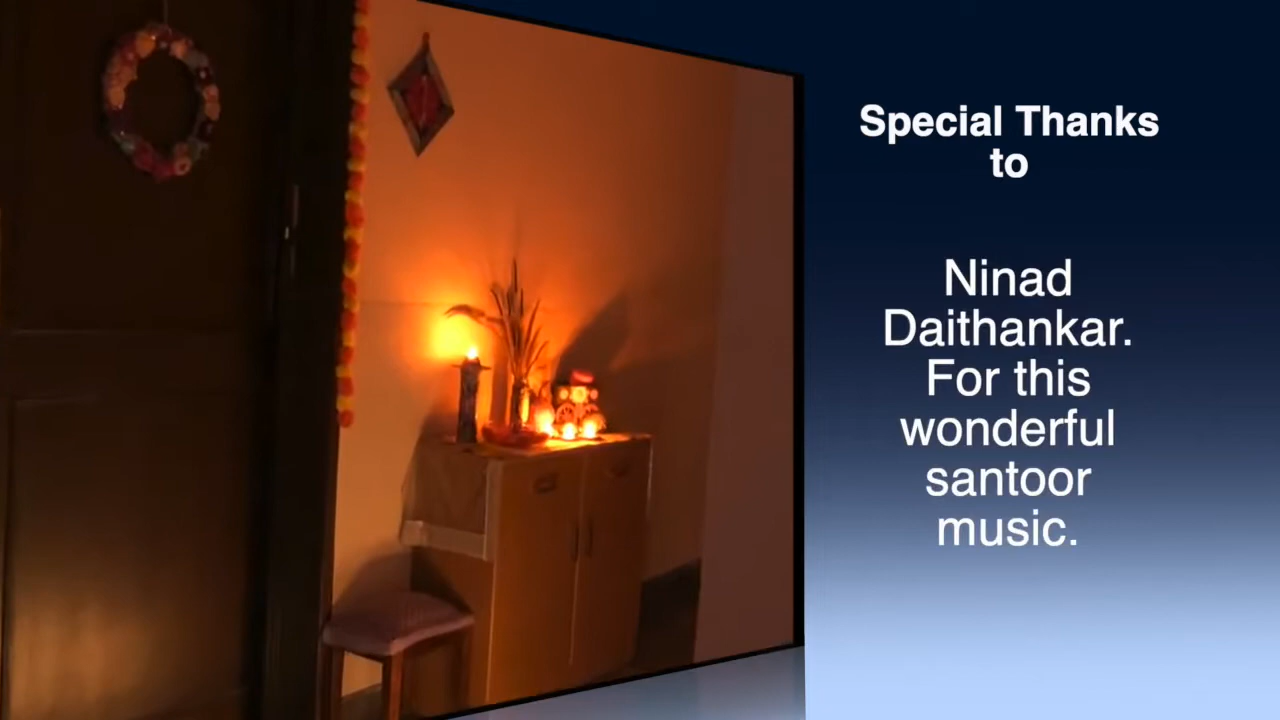 Special Thanks
to
Ninad
Daithankar.
For this
wonderful
santoor
music.